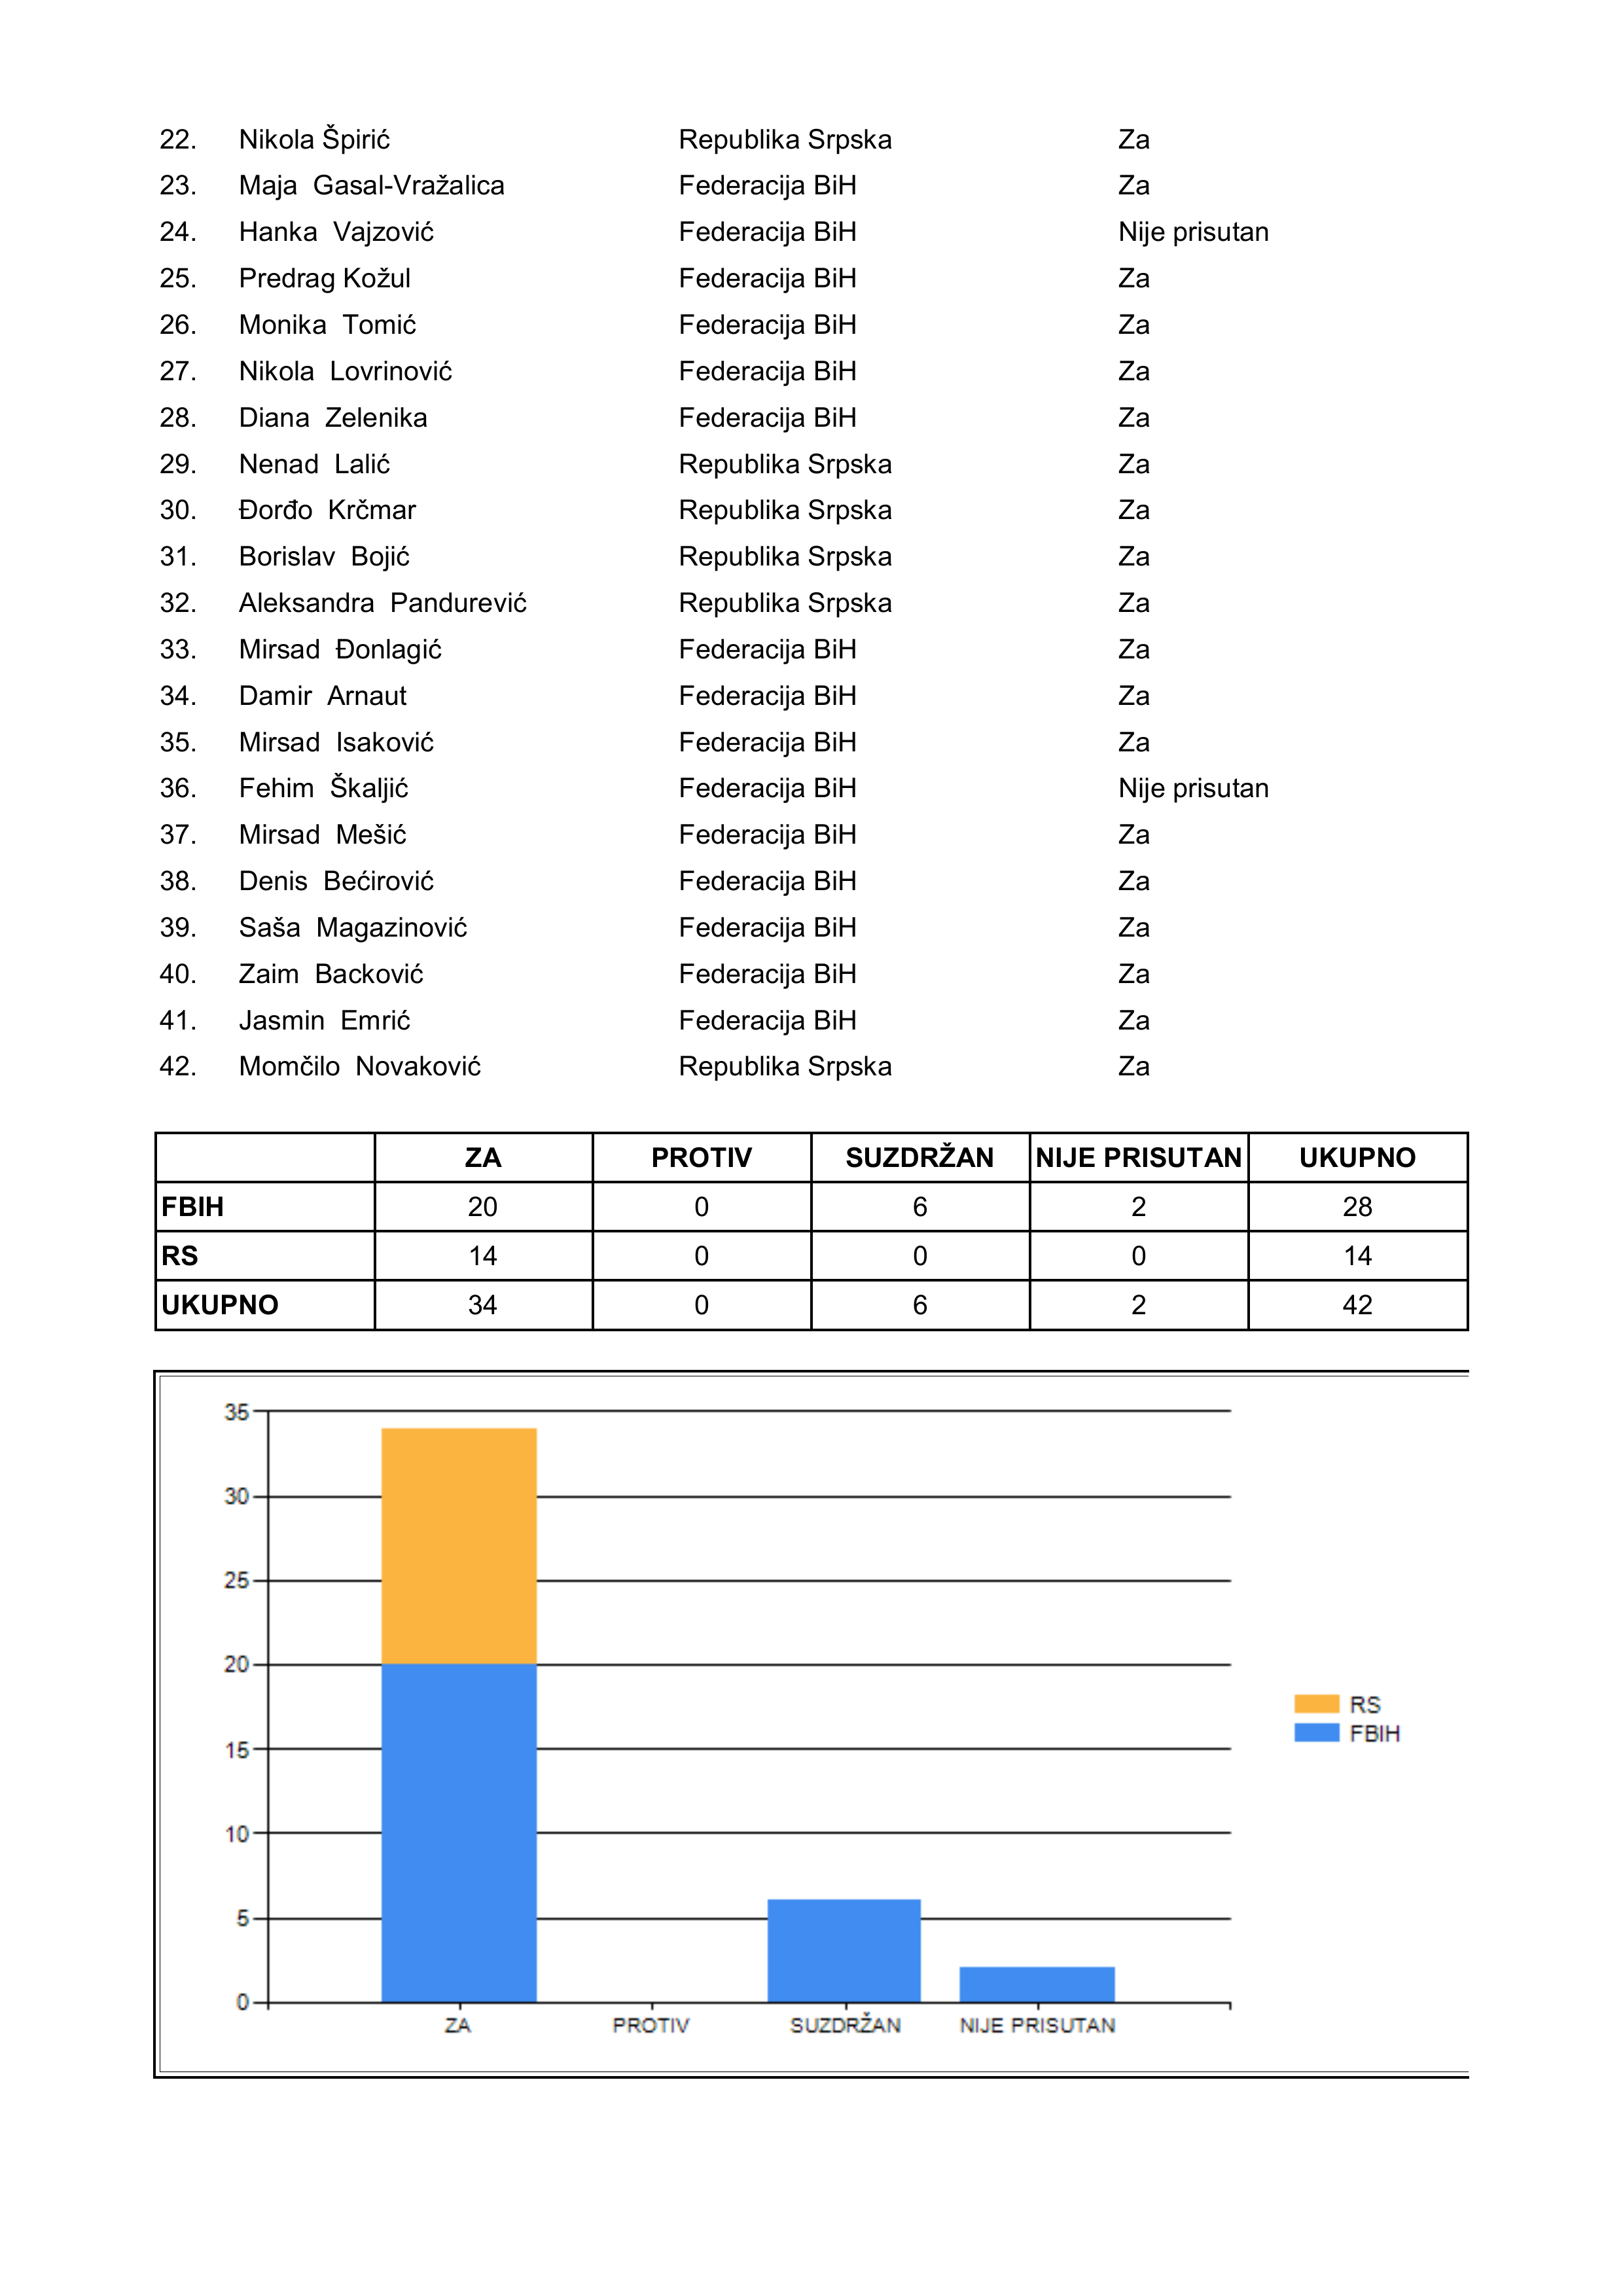 22. Nikola Špirić Republika Srpska Za
23. Maja Gasal-Vražalica Federacija BiH Za
24. Hanka Vajzović Federacija BiH Nije prisutan
25. Predrag Kožul Federacija BiH Za
26. Monika Tomić Federacija BiH Za
27. Nikola Lovrinović Federacija BiH Za
28. Diana Zelenika Federacija BiH Za
29. Nenad Lalić Republika Srpska Za
30. Đorđo Krčmar Republika Srpska Za
31. Borislav Bojić Republika Srpska Za
32. Aleksandra Pandurević Republika Srpska Za
33. Mirsad Đonlagić Federacija BiH Za
34. Damir Arnaut Federacija BiH Za
35. Mirsad Isaković Federacija BiH Za
36. Fehim Škaljić Federacija BiH Nije prisutan
37. Mirsad Mešić Federacija BiH Za
38. Denis Bećirović Federacija BiH Za
39. Saša Magazinović Federacija BiH Za
40. Zaim Backović Federacija BiH Za
41. Jasmin Emrić Federacija BiH Za
42. Momčilo Novaković Republika Srpska Za
ZA PROTIV SUZDRŽAN NIJE PRISUTAN UKUPNO
FBIH 20 0 6 2 28
RS 14 0 0 0 14
UKUPNO 34 0 6 2 42
35
30
25
20
15
10
5
0
ZA PROTIV SUZDRŽAN NIJE PRISUTAN
RS
FBIH